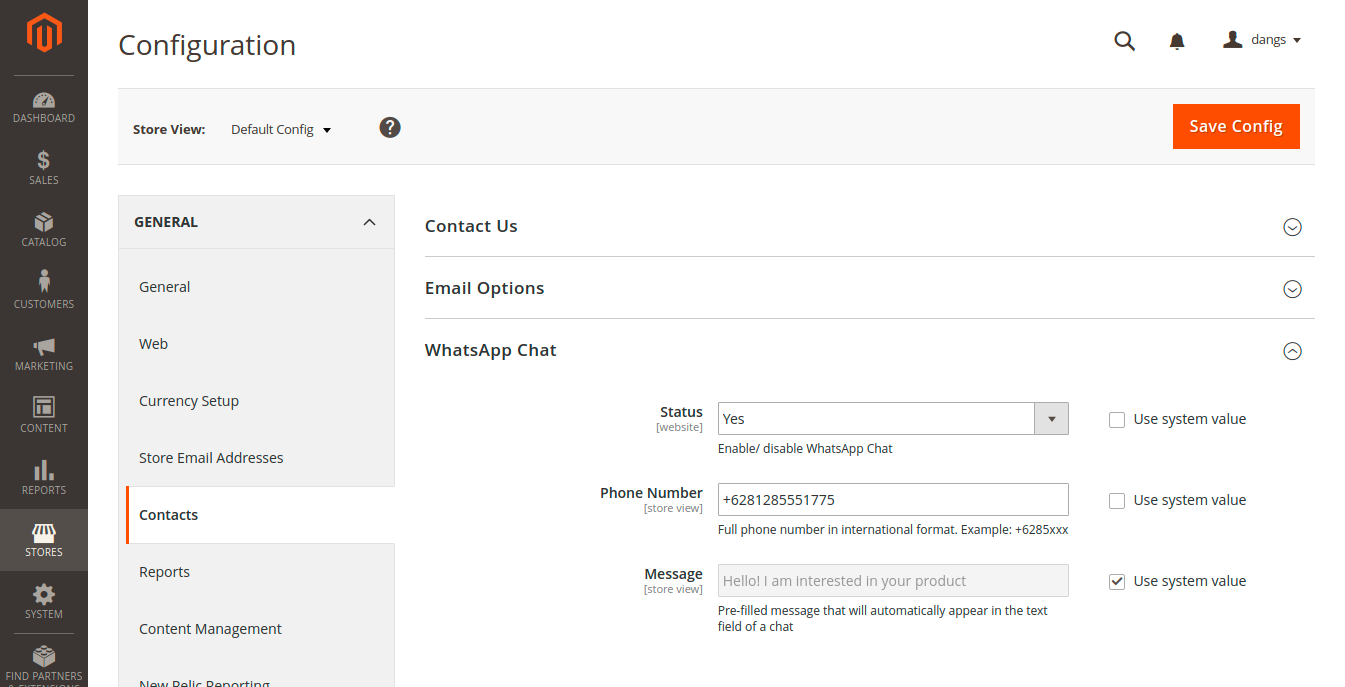 Configuration
dangs
Store View: Default Config ?
Save Config
DASHBOARD
SALES
CATALOG
CUSTOMERS
MARKETING
CONTENT
REPORTS
STORES
SYSTEM
FIND PARTNERS
& EXTENSIONS
GENERAL
General
Web
Currency Setup
Store Email Addresses
Contacts
Reports
Content Management
New Relic Reporting
Contact Us
Email Options
WhatsApp Chat
Status
[website]
Yes
Use system value
Enable/ disable WhatsApp Chat
Phone Number
[store view]
+6281285551775
Use system value
Full phone number in international format. Example: +6285xxx
Message
[store view]
Hello! I am interested in your product
Use system value
Pre-filled message that will automatically appear in the text
field of a chat